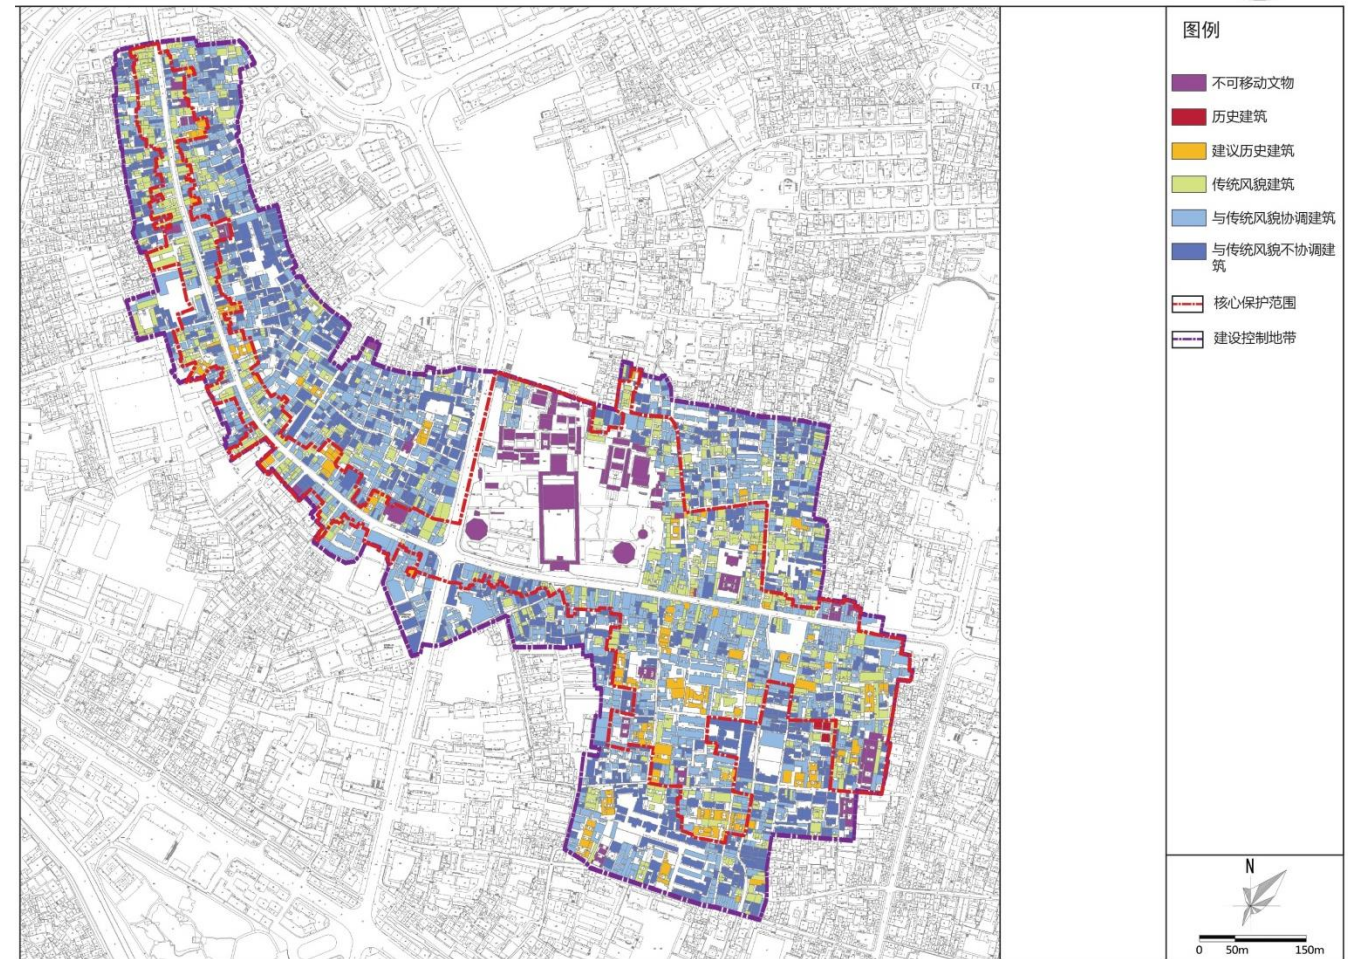 图例
不可移动文物
历史建筑
建议历史建筑
传统风貌建筑
与传统风貌协调建筑
与传统风貌不协调建
筑
核心保护范围
建设控制地带
N
0 50m 150m